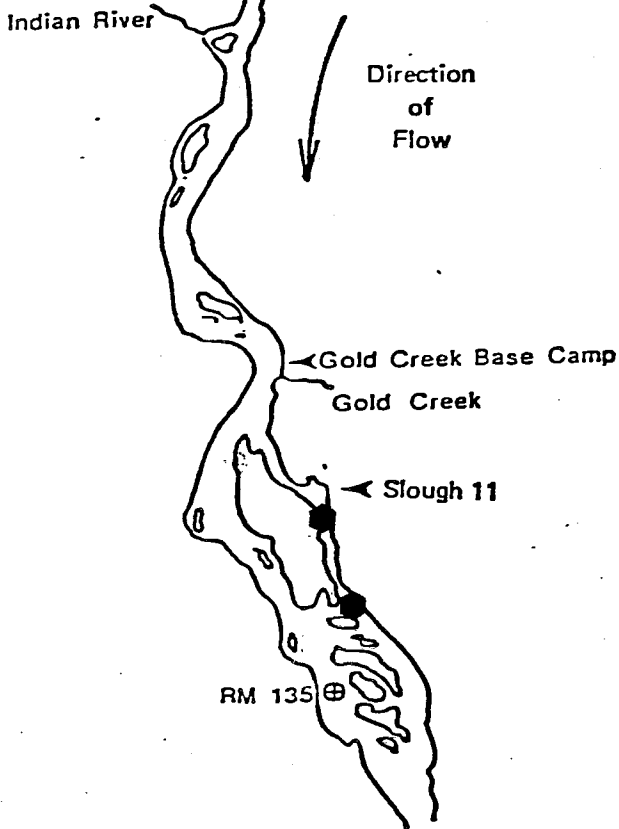 Indian River
Direction
of
Flow
Gold Creek Base Camp
Gold Creek
Slough 11
RM 135